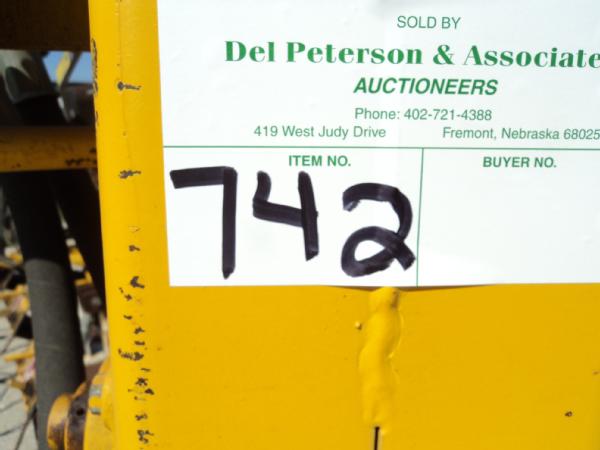 SOLD BY
Del Peterson & Associate
AUCTIONEERS
Phone: 402-721-4388
419 West Judy Drive Fremont, Nebraska 68025
ITEM NO. BUYER NO.
742